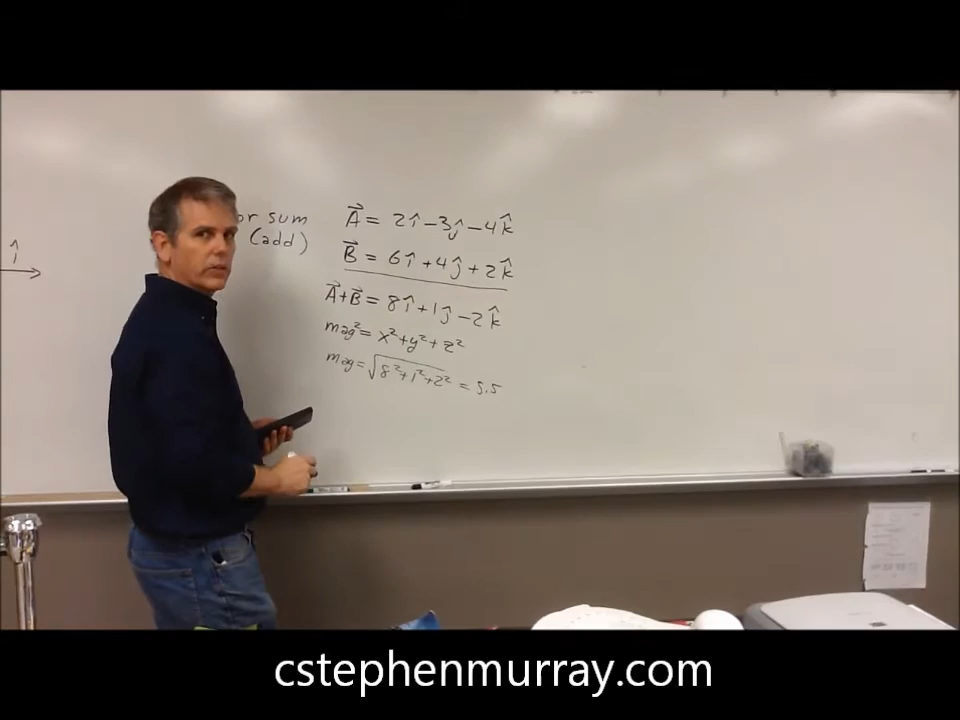 or sum
(add)
î
A⃗ = 2î - 3ĵ - 4k̂
B⃗ = 6î + 4ĵ + 2k̂
A⃗+B⃗ = 8î + 1ĵ - 2k̂
mag² = x² + y² + z²
mag = √8²+1²+2² = 5.5
cstephenmurray.com